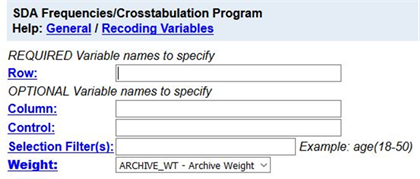 SDA Frequencies/Crosstabulation Program
Help: General / Recoding Variables
REQUIRED Variable names to specify
Row:
OPTIONAL Variable names to specify
Column:
Control:
Selection Filter(s): Example: age(18-50)
Weight: ARCHIVE_WT - Archive Weight